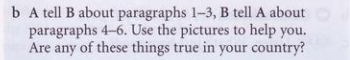 b A tell B about paragraphs 1–3, B tell A about
paragraphs 4–6. Use the pictures to help you.
Are any of these things true in your country?